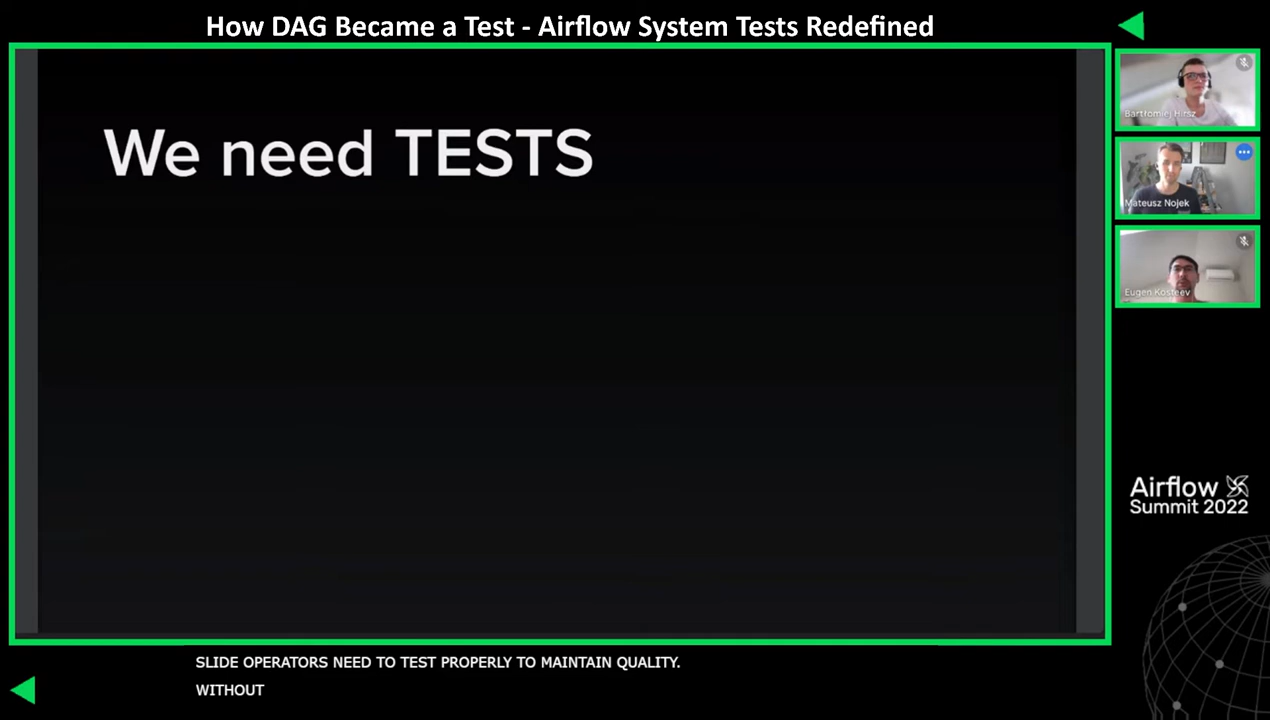 How DAG Became a Test - Airflow System Tests Redefined
We need TESTS
Bartłomiej Hirsz
Mateusz Nojek
Eugen Kosteev
Airflow
Summit 2022
SLIDE OPERATORS NEED TO TEST PROPERLY TO MAINTAIN QUALITY.
WITHOUT